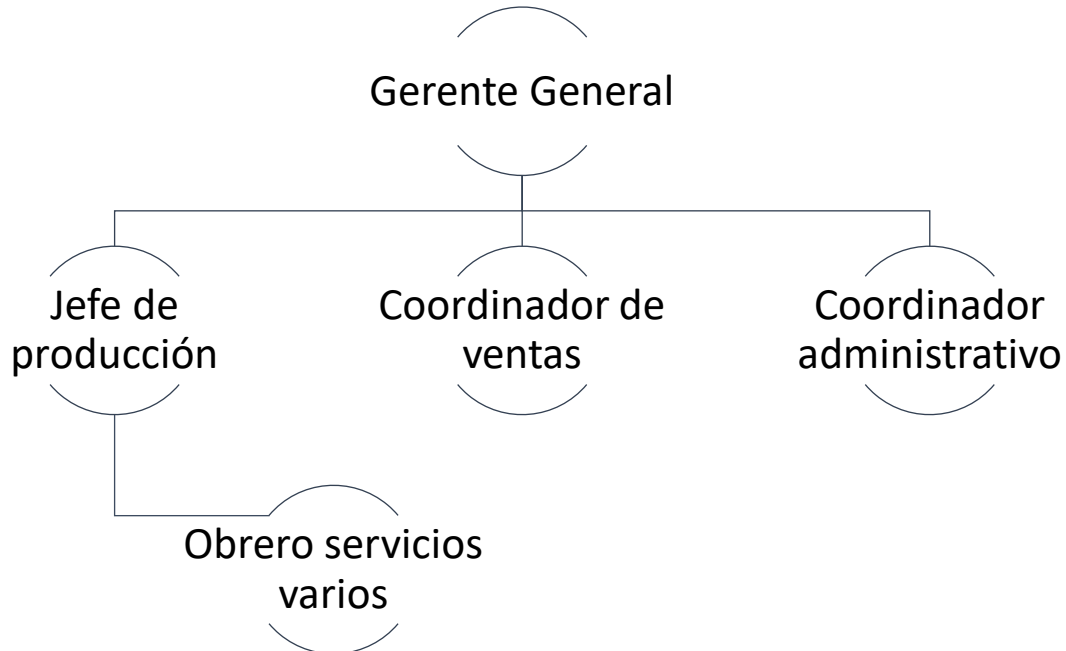 Gerente General
Jefe de
producción
Coordinador de
ventas
Coordinador
administrativo
Obrero servicios
varios